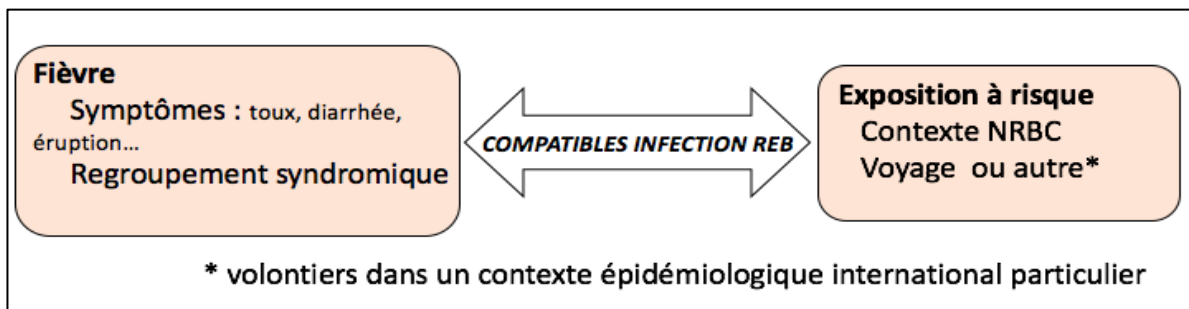 Fièvre
Symptômes : toux, diarrhée,
éruption…
Regroupement syndromique
COMPATIBLES INFECTION REB
Exposition à risque
Contexte NRBC
Voyage ou autre*
* volontiers dans un contexte épidémiologique international particulier